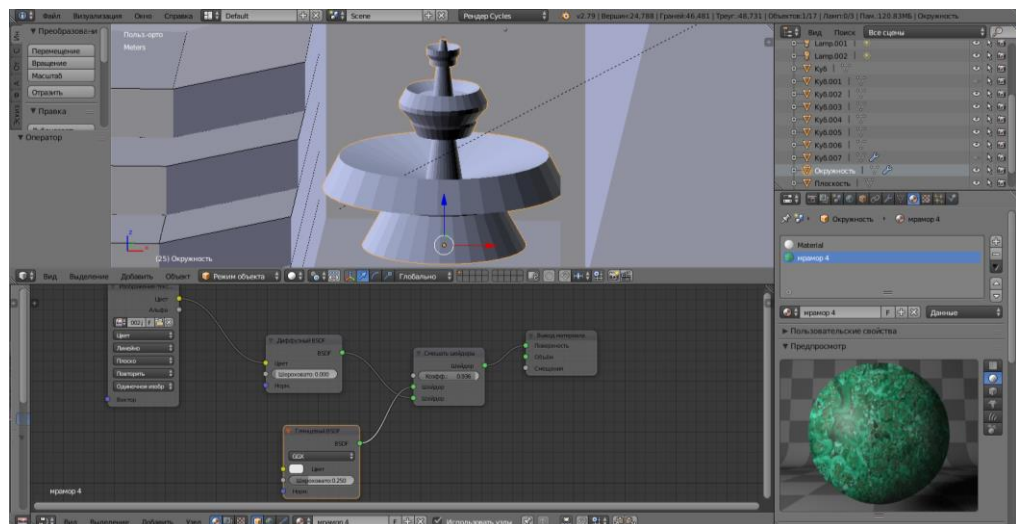 Файл Визуализация Окно Справка Default Scene Рендер Cycles v2.79 | Вершин:24,788 | Граней:46,481 | Треуг.:48,731 | Объектов:1/17 | Ламп:0/3 | Пам.:120.83МБ | Окружность
Преобразовани
Перемещение
Вращение
Масштаб
Отразить
Правка
Оператор
Польз-орто
Meters
(25) Окружность
Вид Выделение Добавить Объект Режим объекта Глобально
Цвет
Альфа
002 F
Цвет
Линейно
Плоско
Повторить
Одиночное изобр
Вектор
Диффузный BSDF
BSDF
Цвет
Шероховато:0.000
Норм.
Глянцевый BSDF
BSDF
GGX
Цвет
Шероховато:0.250
Норм.
Смешать шейдеры
Шейдер
Коэфф.: 0.936
Шейдер
Шейдер
Вывод материала
Поверхность
Объём
Смещение
мрамор 4
Вид Выделение Добавить Узел мрамор 4 F Использовать узлы
Вид Поиск Все сцены
Lamp.001
Lamp.002
Куб
Куб.001
Куб.002
Куб.003
Куб.004
Куб.005
Куб.006
Куб.007
Окружность
Плоскость
Окружность мрамор 4
Material
мрамор 4
мрамор 4 F Данные
Пользовательские свойства
Предпросмотр